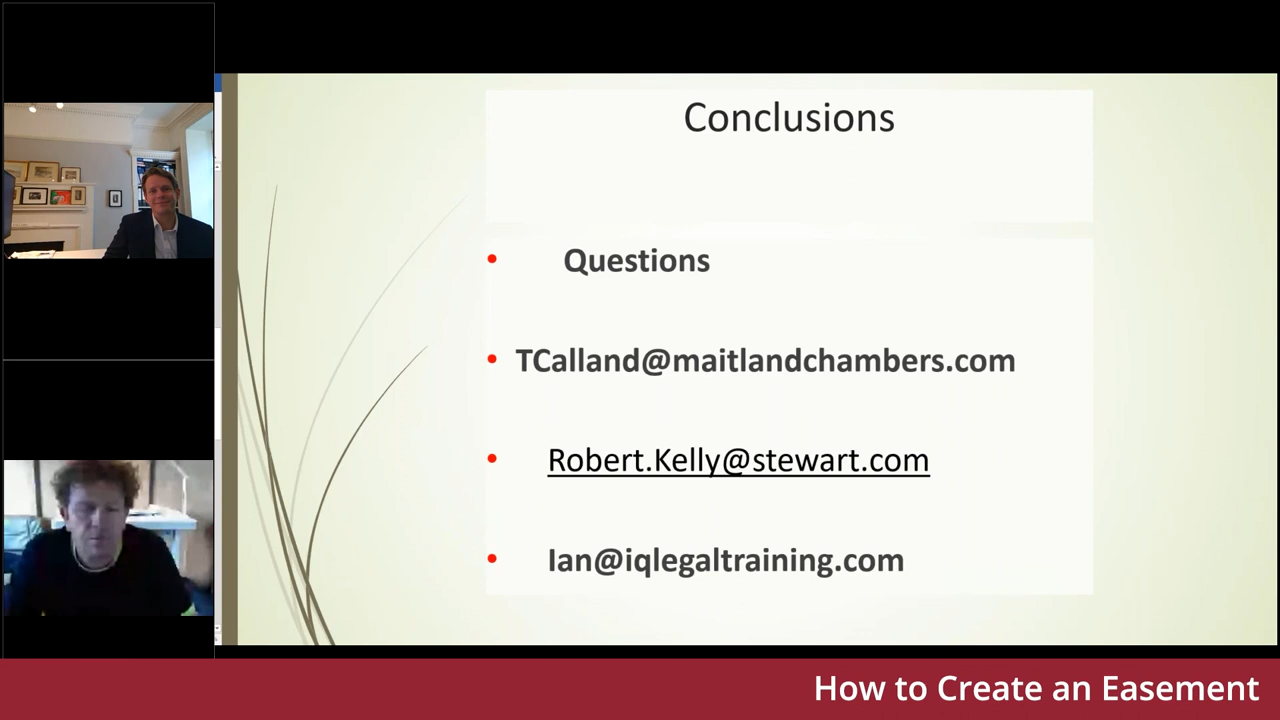 Conclusions
Questions
TCalland@maitlandchambers.com
Robert.Kelly@stewart.com
Ian@iqlegaltraining.com
How to Create an Easement